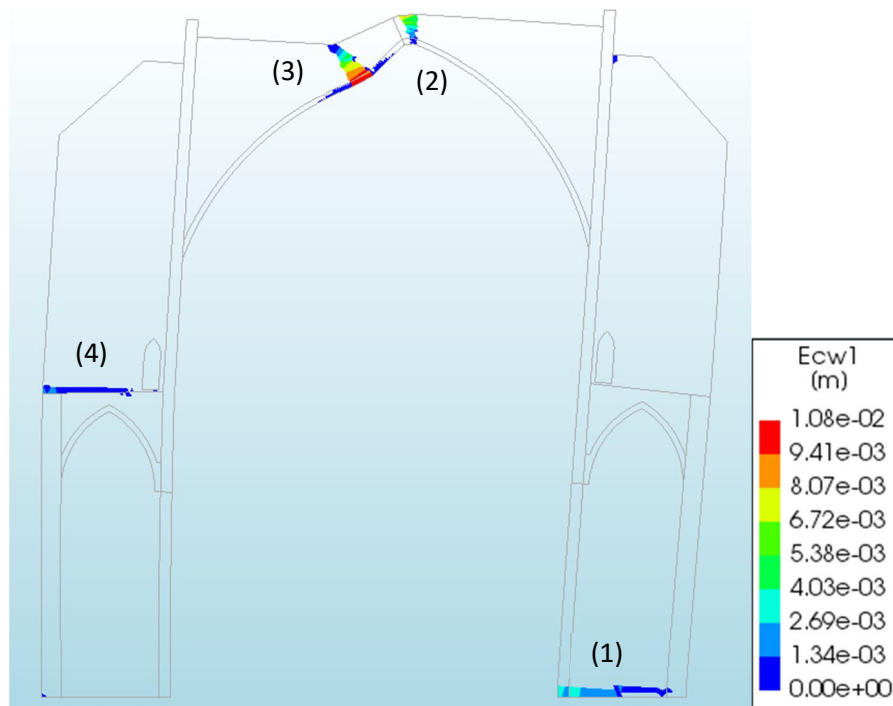 (3)
(2)
(4)
(1)
Ecw1
(m)
1.08e-02
9.41e-03
8.07e-03
6.72e-03
5.38e-03
4.03e-03
2.69e-03
1.34e-03
0.00e+00